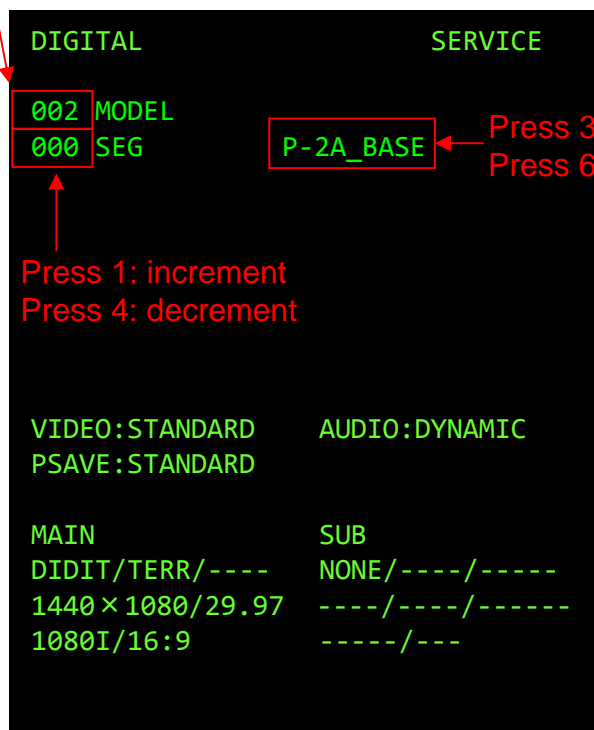 DIGITAL SERVICE
002 MODEL
000 SEG P-2A_BASE
Press 3
Press 6
Press 1: increment
Press 4: decrement
VIDEO:STANDARD AUDIO:DYNAMIC
PSAVE:STANDARD
MAIN SUB
DIDIT/TERR/---- NONE/----/-----
1440×1080/29.97 ----/----/------
1080I/16:9 -----/---